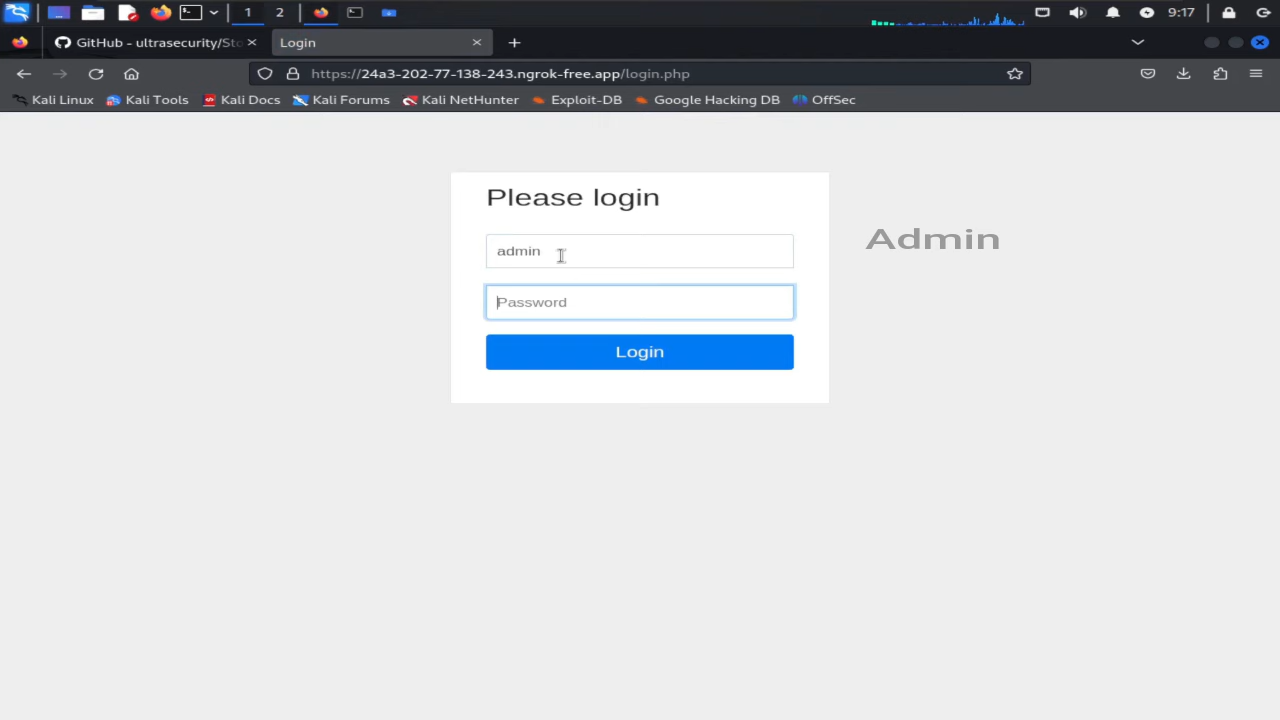 1 2 9:17
GitHub - ultrasecurity/Sto Login
https://24a3-202-77-138-243.ngrok-free.app/login.php
Kali Linux Kali Tools Kali Docs Kali Forums Kali NetHunter Exploit-DB Google Hacking DB OffSec
Please login
admin
Admin
Password
Login